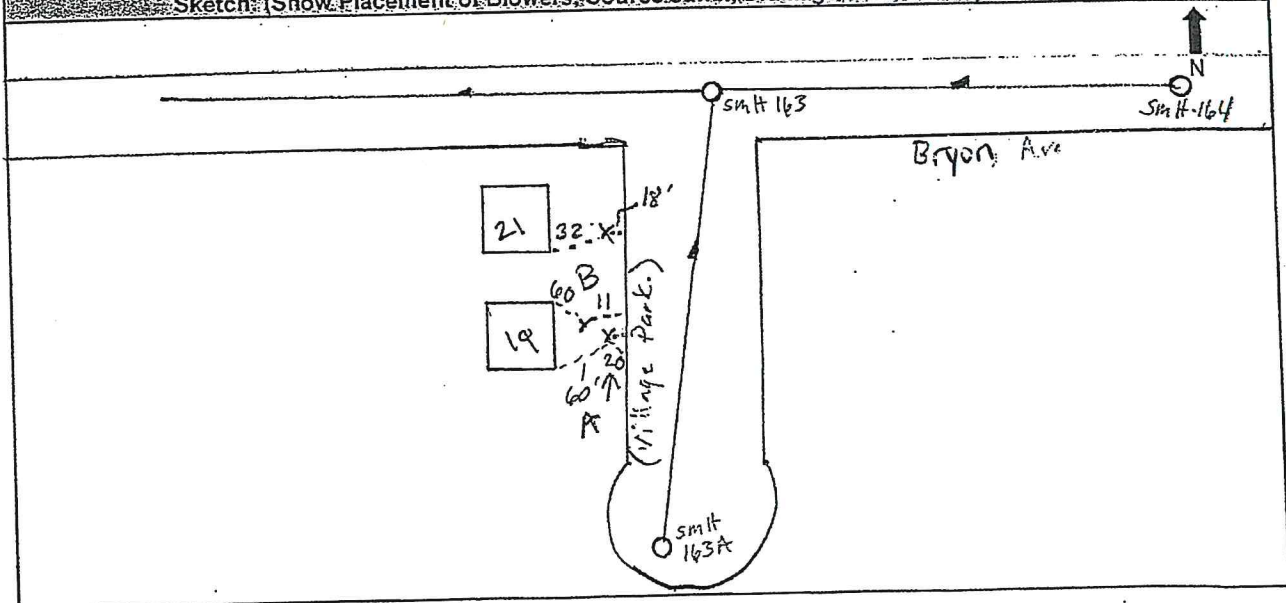 Sketch: (Show Placement of Blowers,
N
SMH 163
SMH-164
Bryon Ave
18'
21
32
60
B
11
19
20
60'
A
(Village Park.)
SMH
163A